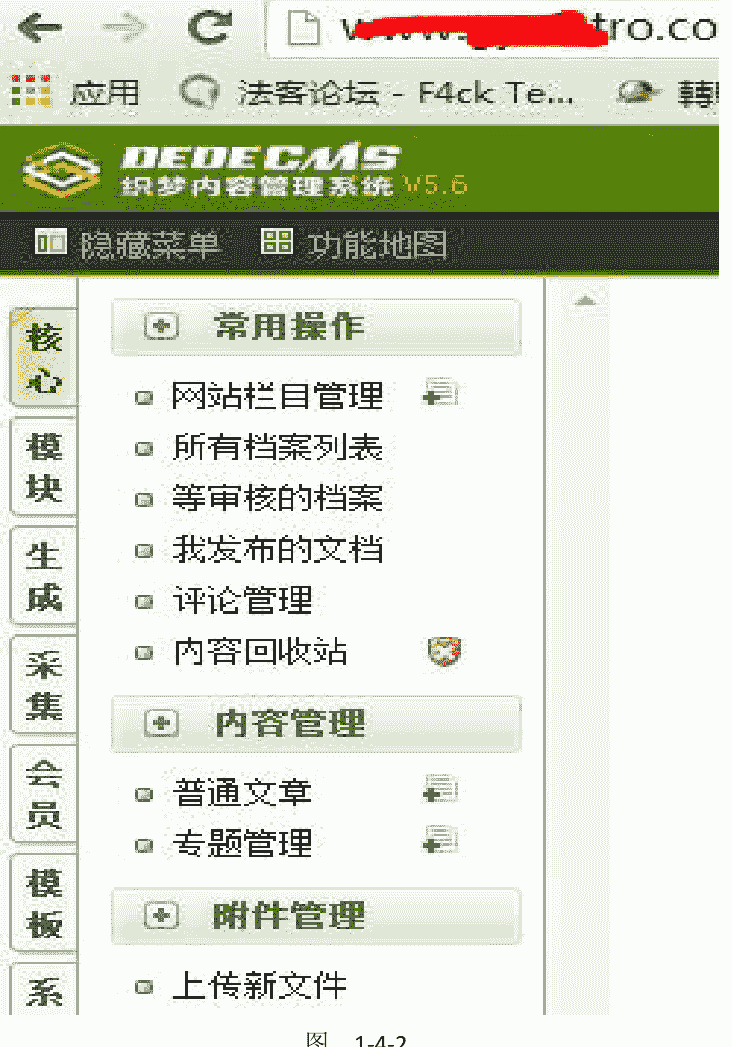 tro.co
应用 法客论坛 - F4ck Te... 轉
DEDECMS
织梦内容管理系统 V5.6
隐藏菜单 功能地图
核心
模块
生成
采集
会员
模板
系
常用操作
网站栏目管理
所有档案列表
等审核的档案
我发布的文档
评论管理
内容回收站
内容管理
普通文章
专题管理
附件管理
上传新文件
图 1-4-2